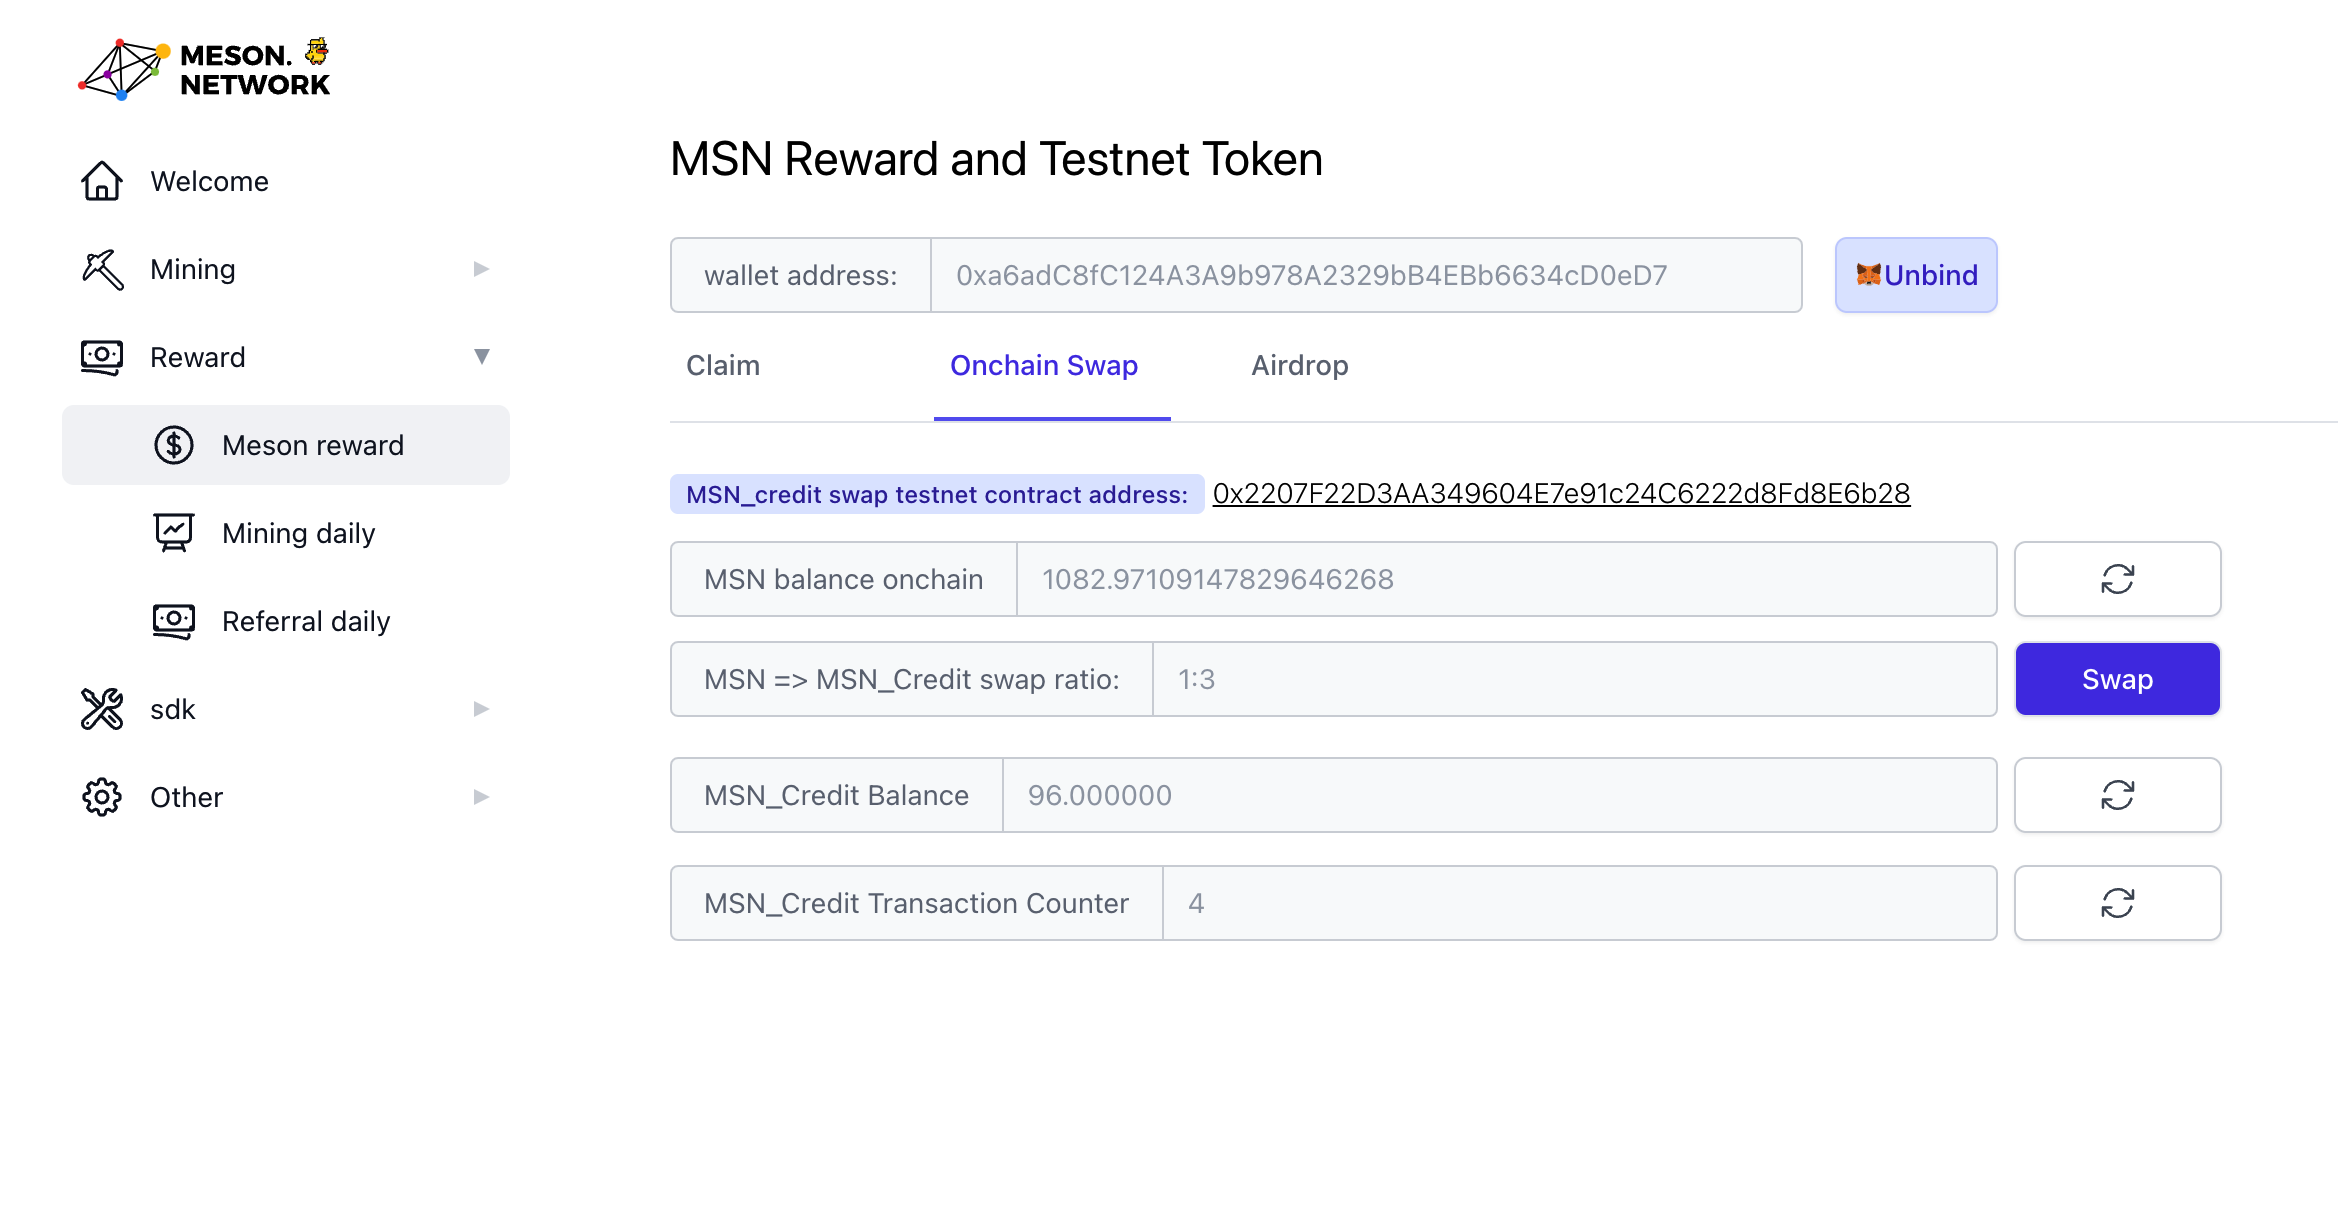 MESON.
NETWORK
Welcome
Mining
Reward
Meson reward
Mining daily
Referral daily
sdk
Other
MSN Reward and Testnet Token
wallet address: 0xa6adC8fC124A3A9b978A2329bB4EBb6634cD0eD7 Unbind
Claim Onchain Swap Airdrop
MSN_credit swap testnet contract address: 0x2207F22D3AA349604E7e91c24C6222d8Fd8E6b28
MSN balance onchain 1082.97109147829646268
MSN => MSN_Credit swap ratio: 1:3 Swap
MSN_Credit Balance 96.000000
MSN_Credit Transaction Counter 4